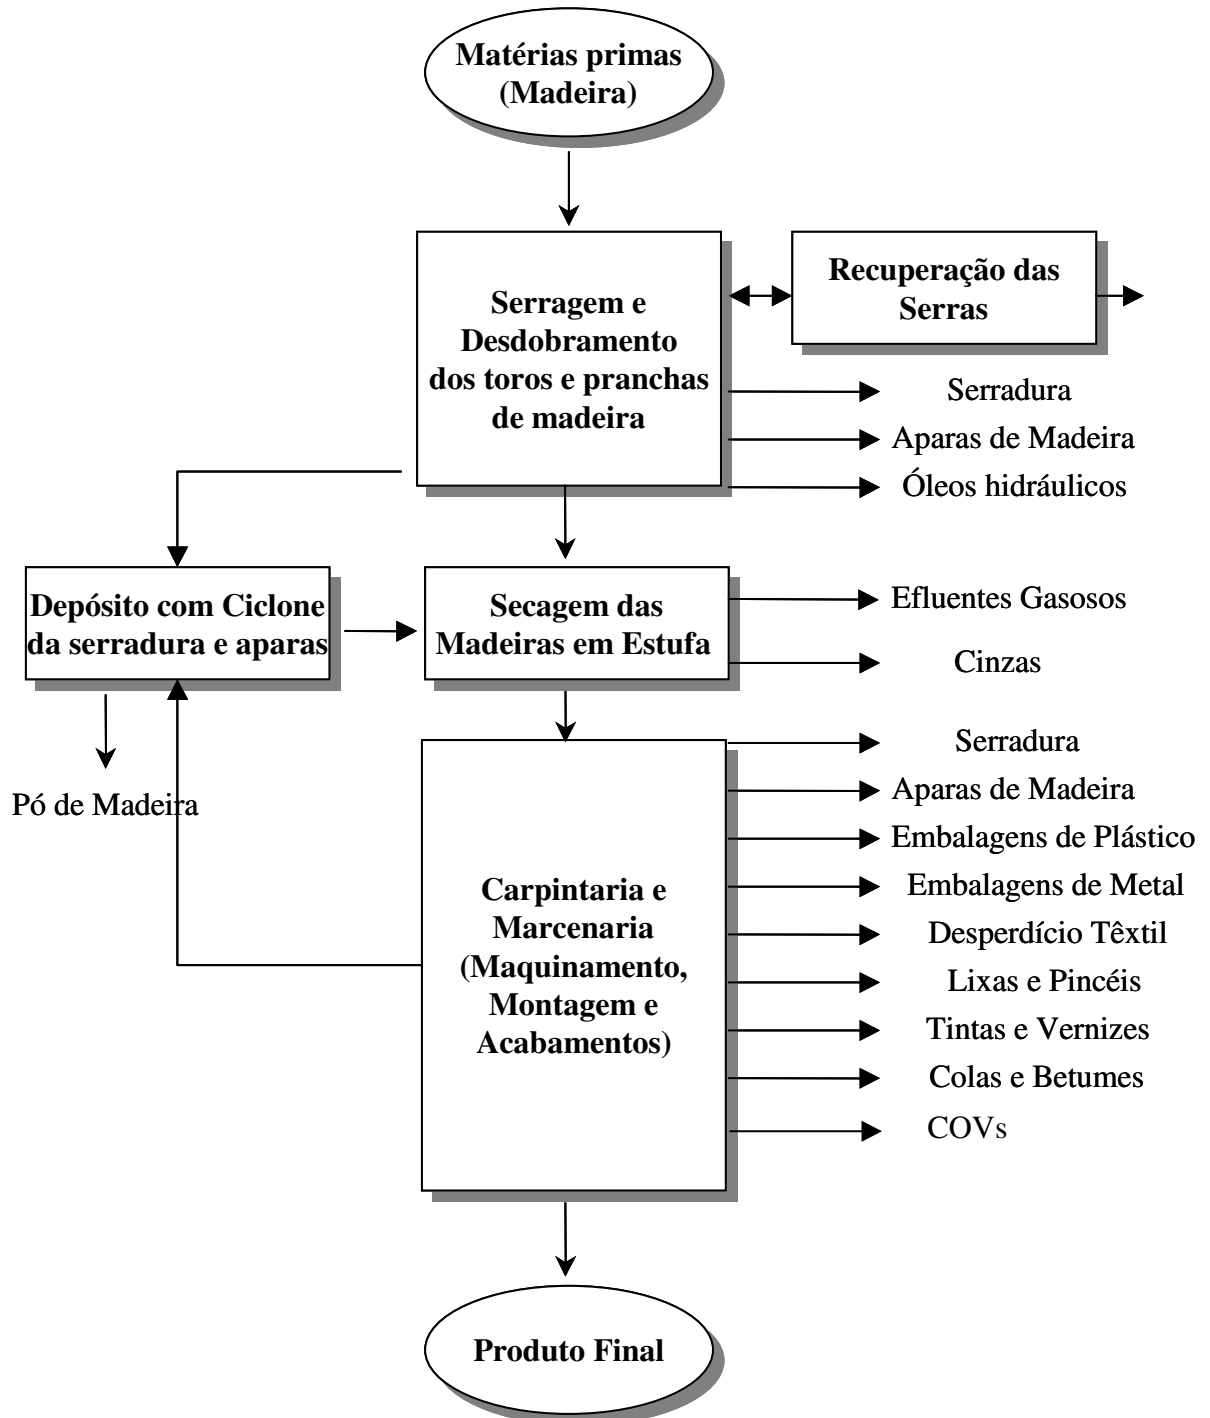 Matérias primas
(Madeira)
Serragem e
Desdobramento
dos toros e pranchas
de madeira
Recuperação das
Serras
Serradura
Aparas de Madeira
Óleos hidráulicos
Depósito com Ciclone
da serradura e aparas
Secagem das
Madeiras em Estufa
Efluentes Gasosos
Cinzas
Pó de Madeira
Carpintaria e
Marcenaria
(Maquinamento,
Montagem e
Acabamentos)
Serradura
Aparas de Madeira
Embalagens de Plástico
Embalagens de Metal
Desperdício Têxtil
Lixas e Pincéis
Tintas e Vernizes
Colas e Betumes
COVs
Produto Final